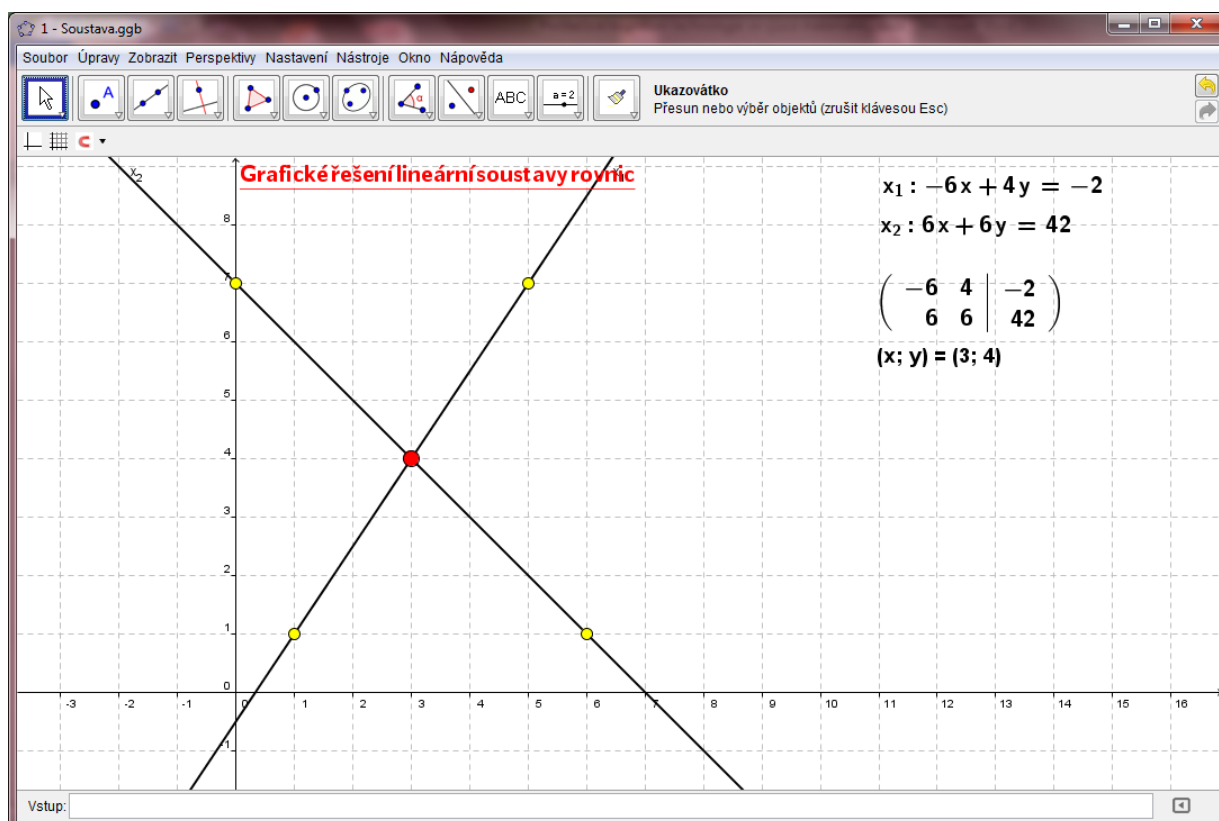 1 - Soustava.ggb
Soubor Úpravy Zobrazit Perspektivy Nastavení Nástroje Okno Nápověda
A
α
ABC
a = 2
Ukazovátko
Přesun nebo výběr objektů (zrušit klávesou Esc)
Grafické řešení lineární soustavy rovnic
x₂
x₁
x₁ : −6x + 4y = −2
x₂ : 6x + 6y = 42
−6 4 | −2
6 6 | 42
(x; y) = (3; 4)
8
7
6
5
4
3
2
1
0
-1
-3 -2 -1 0 1 2 3 4 5 6 7 8 9 10 11 12 13 14 15 16
Vstup: